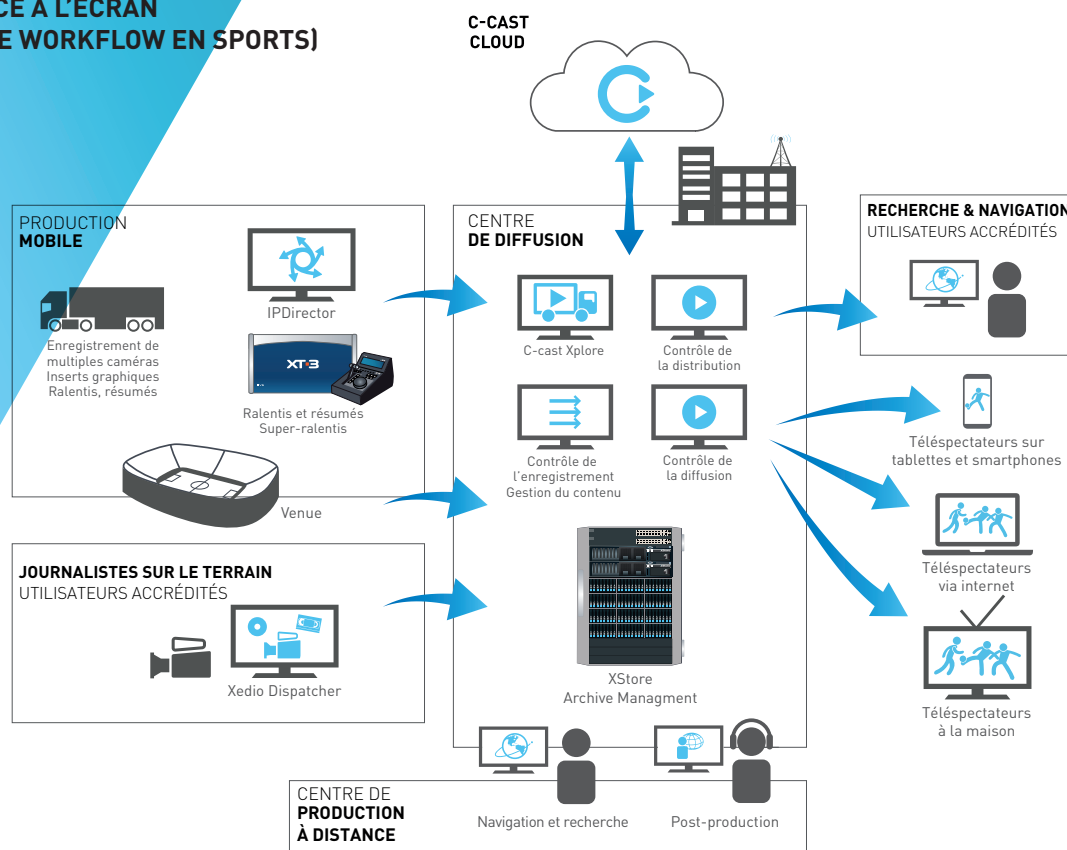 CE À L'ÉCRAN
E WORKFLOW EN SPORTS)
C-CAST
CLOUD
PRODUCTION
MOBILE
IPDirector
Enregistrement de
multiples caméras
Inserts graphiques
Ralentis, résumés
XT3
Ralentis et résumés
Super-ralentis
Venue
JOURNALISTES SUR LE TERRAIN
UTILISATEURS ACCRÉDITÉS
Xedio Dispatcher
CENTRE
DE DIFFUSION
C-cast Xplore
Contrôle de
la distribution
Contrôle de
l'enregistrement
Gestion du contenu
Contrôle de
la diffusion
XStore
Archive Managment
RECHERCHE & NAVIGATION
UTILISATEURS ACCRÉDITÉS
Téléspectateurs sur
tablettes et smartphones
Téléspectateurs
via internet
Téléspectateurs
à la maison
CENTRE DE
PRODUCTION
À DISTANCE
Navigation et recherche
Post-production